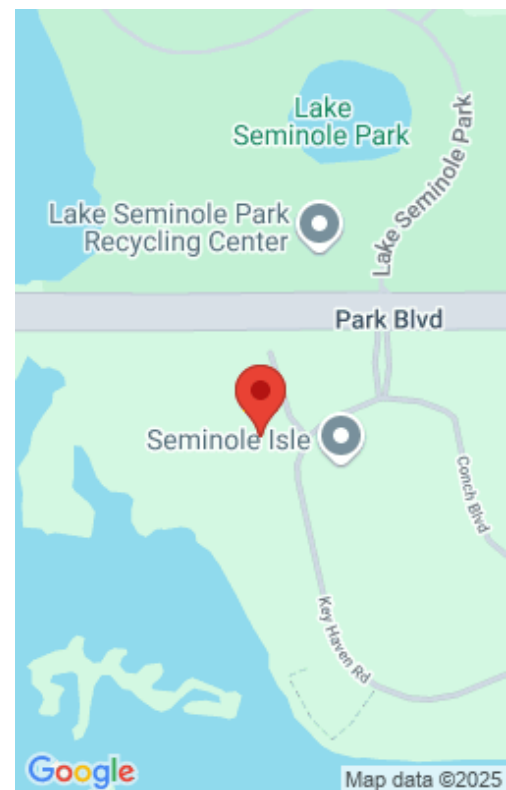 Lake
Seminole Park
Lake Seminole Park
Lake Seminole Park
Recycling Center
Park Blvd
Seminole Isle
Conch Blvd
Key Haven Rd
Google
Map data ©2025